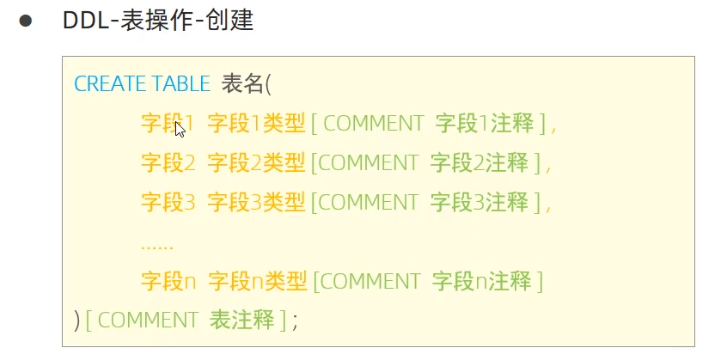 DDL-表操作-创建
CREATE TABLE 表名(
字段1 字段1类型 [ COMMENT 字段1注释 ] ,
字段2 字段2类型 [COMMENT 字段2注释 ] ,
字段3 字段3类型 [COMMENT 字段3注释 ] ,
......
字段n 字段n类型 [COMMENT 字段n注释 ]
) [ COMMENT 表注释 ] ;